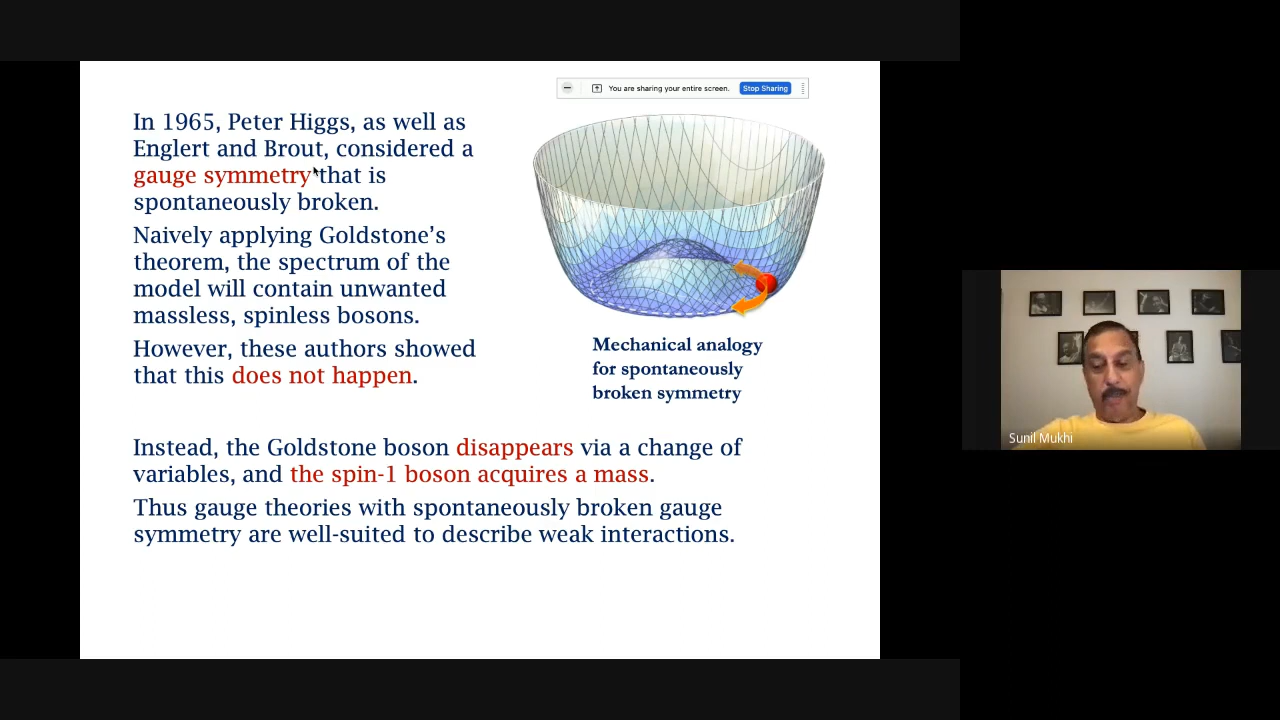 You are sharing your entire screen. Stop Sharing
In 1965, Peter Higgs, as well as
Englert and Brout, considered a
gauge symmetry that is
spontaneously broken.
Naively applying Goldstone’s
theorem, the spectrum of the
model will contain unwanted
massless, spinless bosons.
However, these authors showed
that this does not happen.
Mechanical analogy
for spontaneously
broken symmetry
Instead, the Goldstone boson disappears via a change of
variables, and the spin-1 boson acquires a mass.
Thus gauge theories with spontaneously broken gauge
symmetry are well-suited to describe weak interactions.
Sunil Mukhi